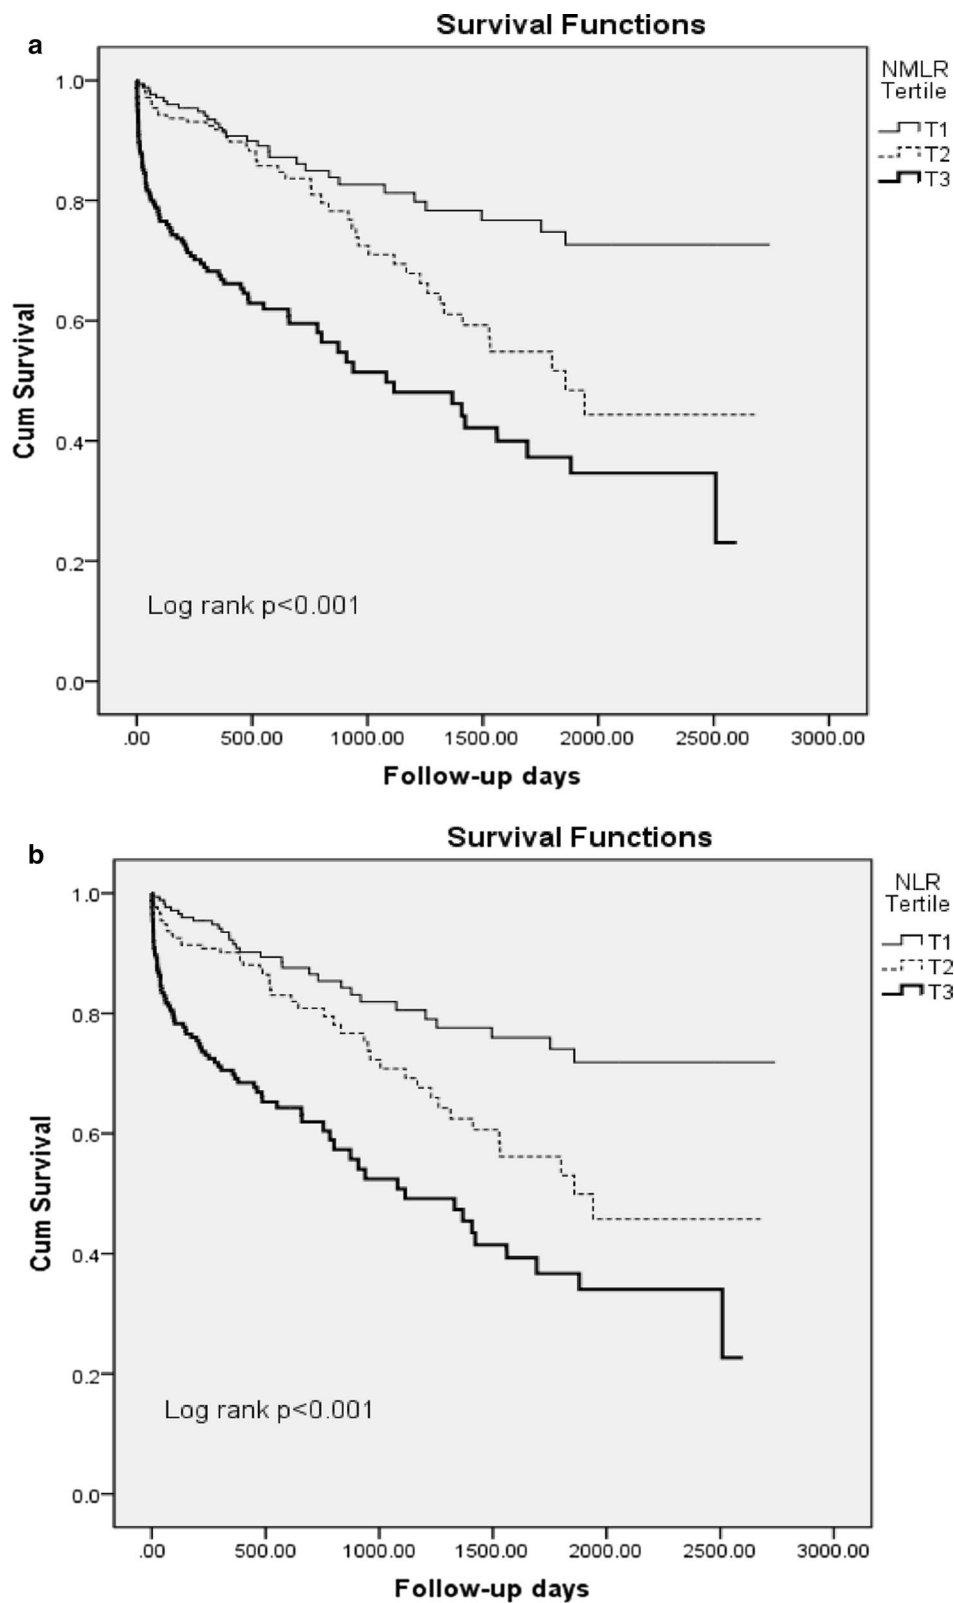 a
Survival Functions
NMLR
Tertile
T1
T2
T3
1.0
0.8
0.6
0.4
0.2
0.0
Cum Survival
Log rank p<0.001
.00 500.00 1000.00 1500.00 2000.00 2500.00 3000.00
Follow-up days
b
Survival Functions
NLR
Tertile
T1
T2
T3
1.0
0.8
0.6
0.4
0.2
0.0
Cum Survival
Log rank p<0.001
.00 500.00 1000.00 1500.00 2000.00 2500.00 3000.00
Follow-up days